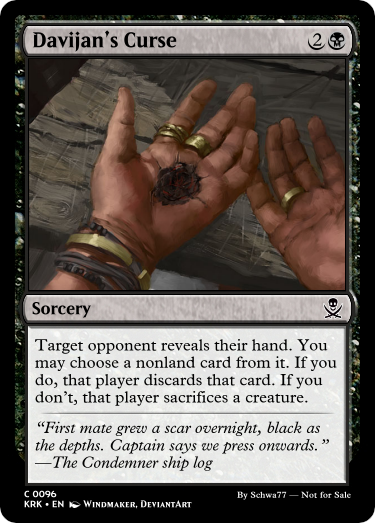 Davijan's Curse 2
Sorcery
Target opponent reveals their hand. You
may choose a nonland card from it. If you
do, that player discards that card. If you
don't, that player sacrifices a creature.
“First mate grew a scar overnight, black as
the depths. Captain says we press onwards.”
—The Condemner ship log
C 0096
KRK • EN Windmaker, DeviantArt
By Schwa77 — Not for Sale